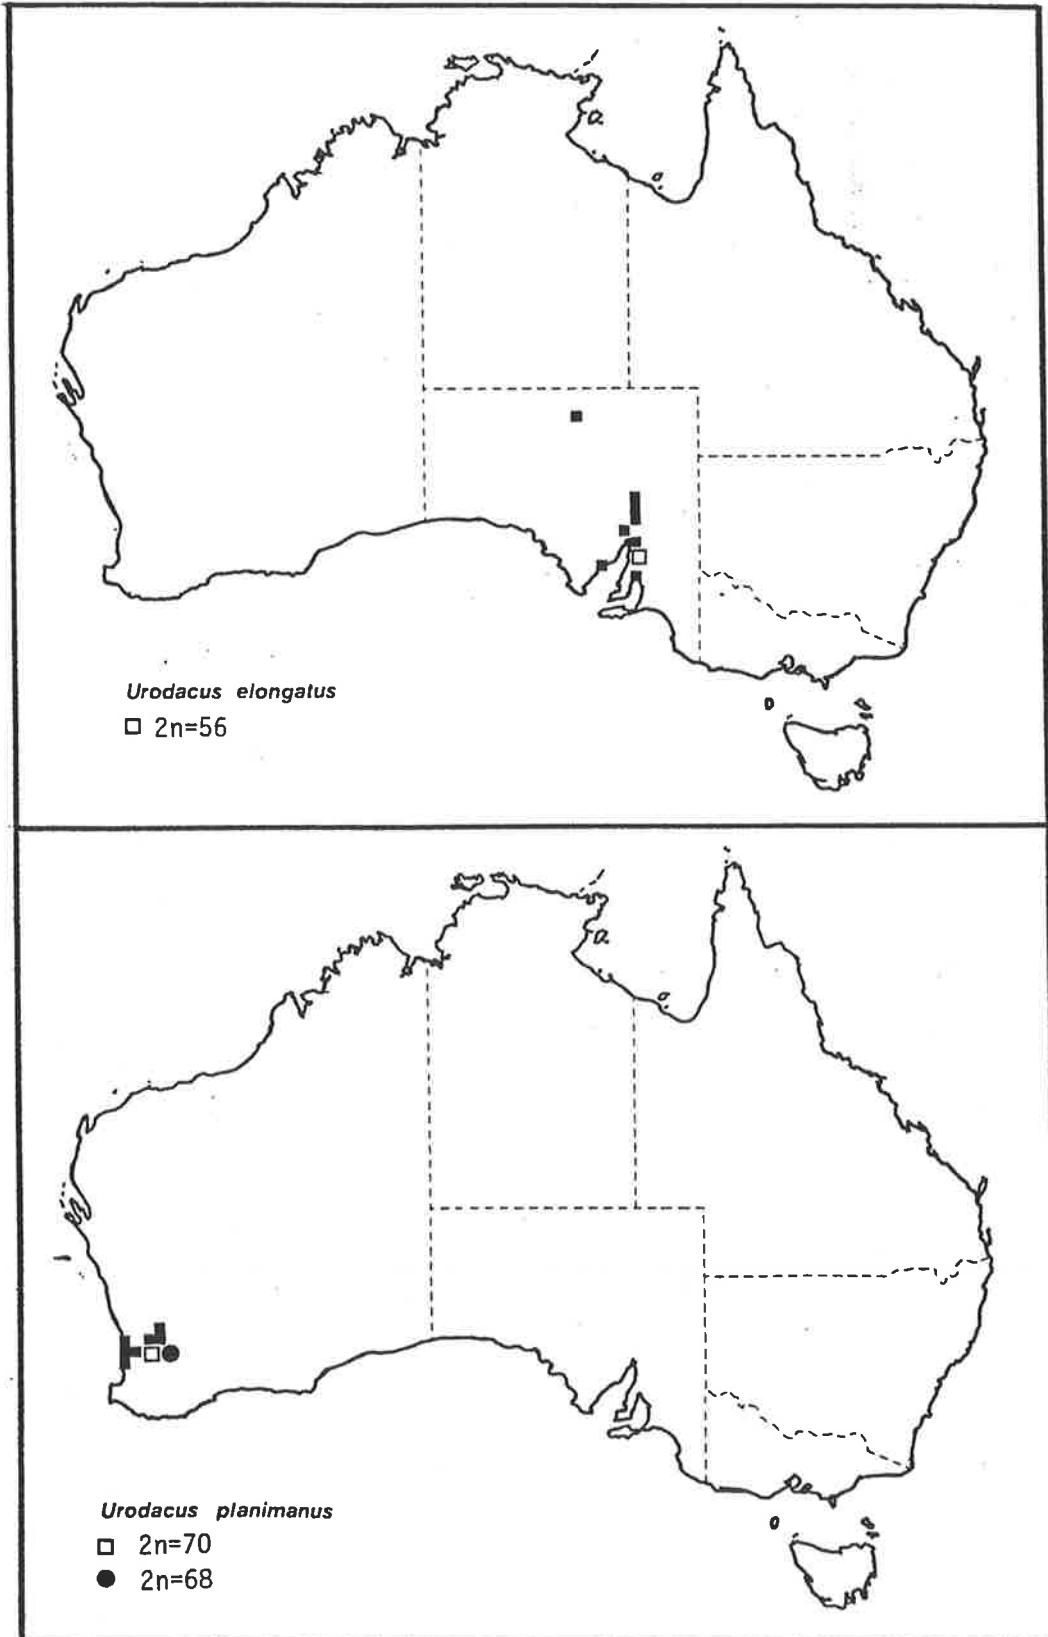 Urodacus elongatus
□ 2n=56
Urodacus planimanus
□ 2n=70
● 2n=68